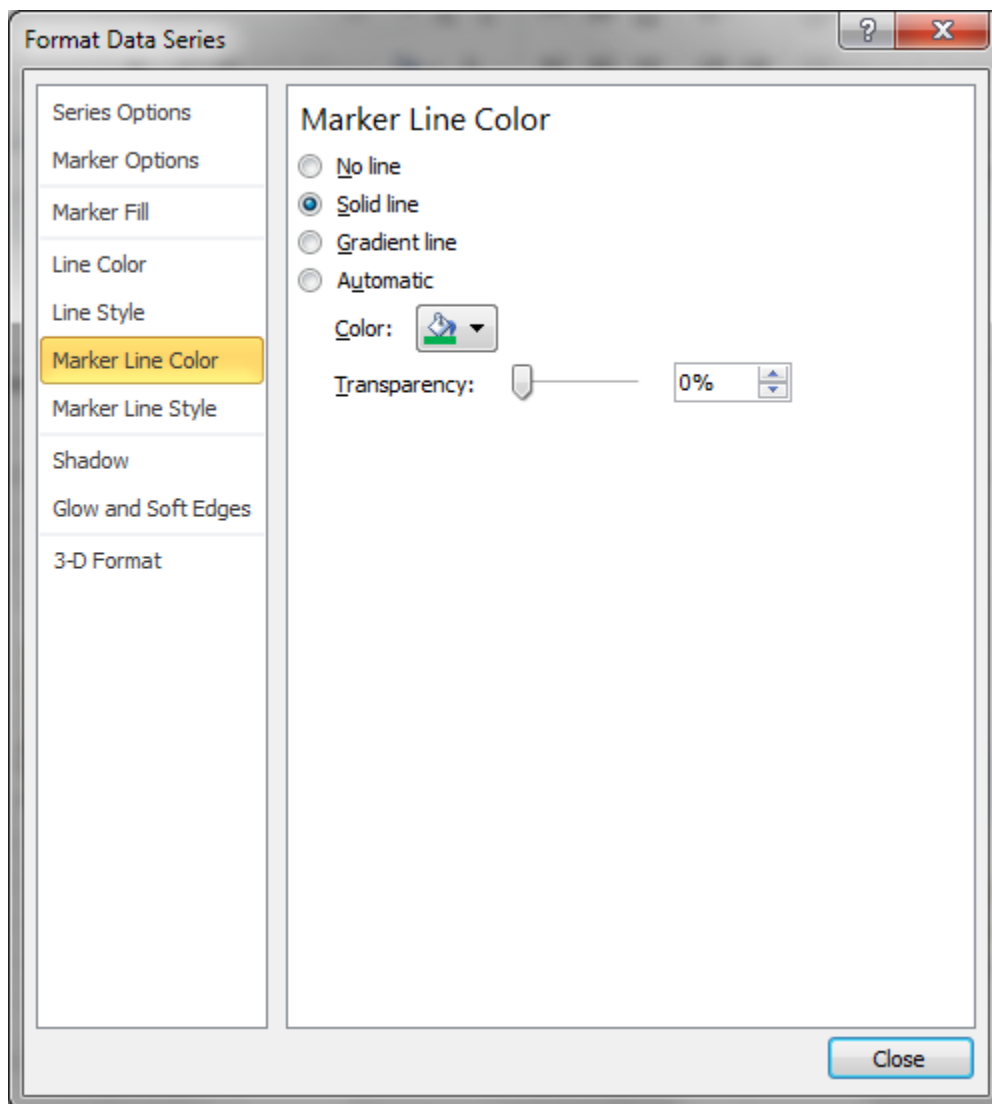 Format Data Series
?
Series Options
Marker Options
Marker Fill
Line Color
Line Style
Marker Line Color
Marker Line Style
Shadow
Glow and Soft Edges
3-D Format
Marker Line Color
No line
Solid line
Gradient line
Automatic
Color:
Transparency: 0%
Close